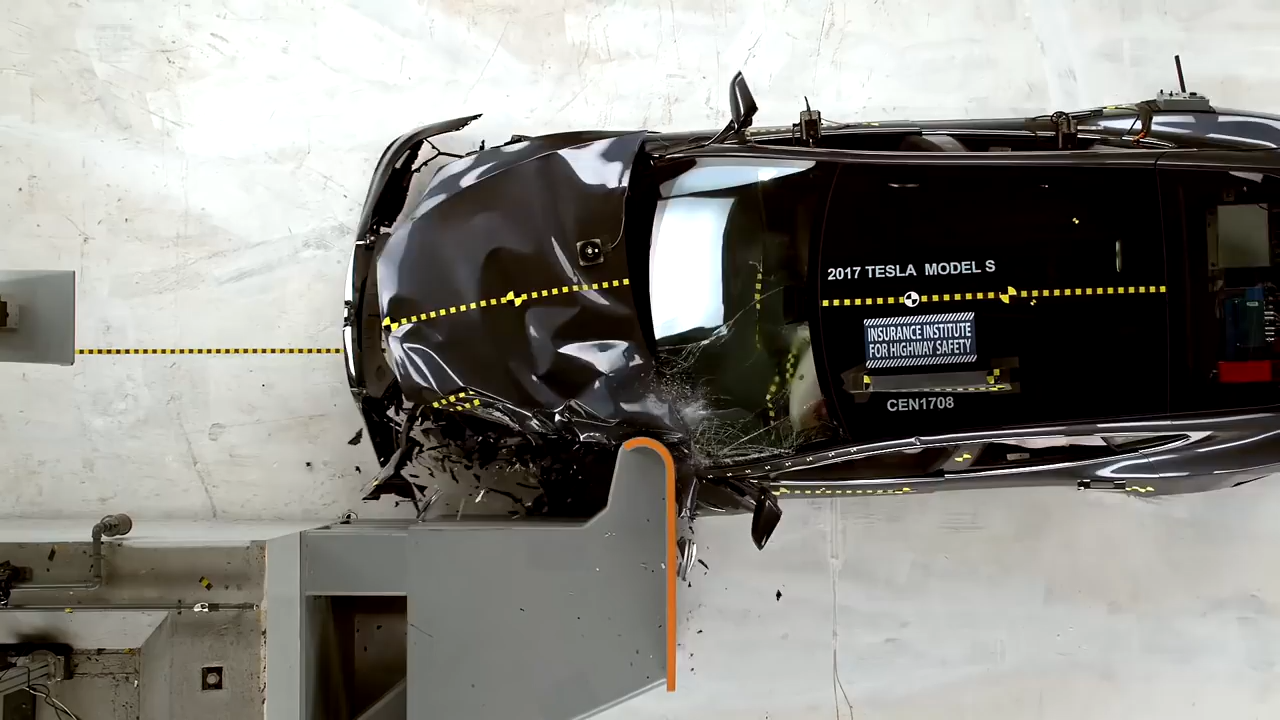 2017 TESLA MODEL S
INSURANCE INSTITUTE
FOR HIGHWAY SAFETY
CEN1708